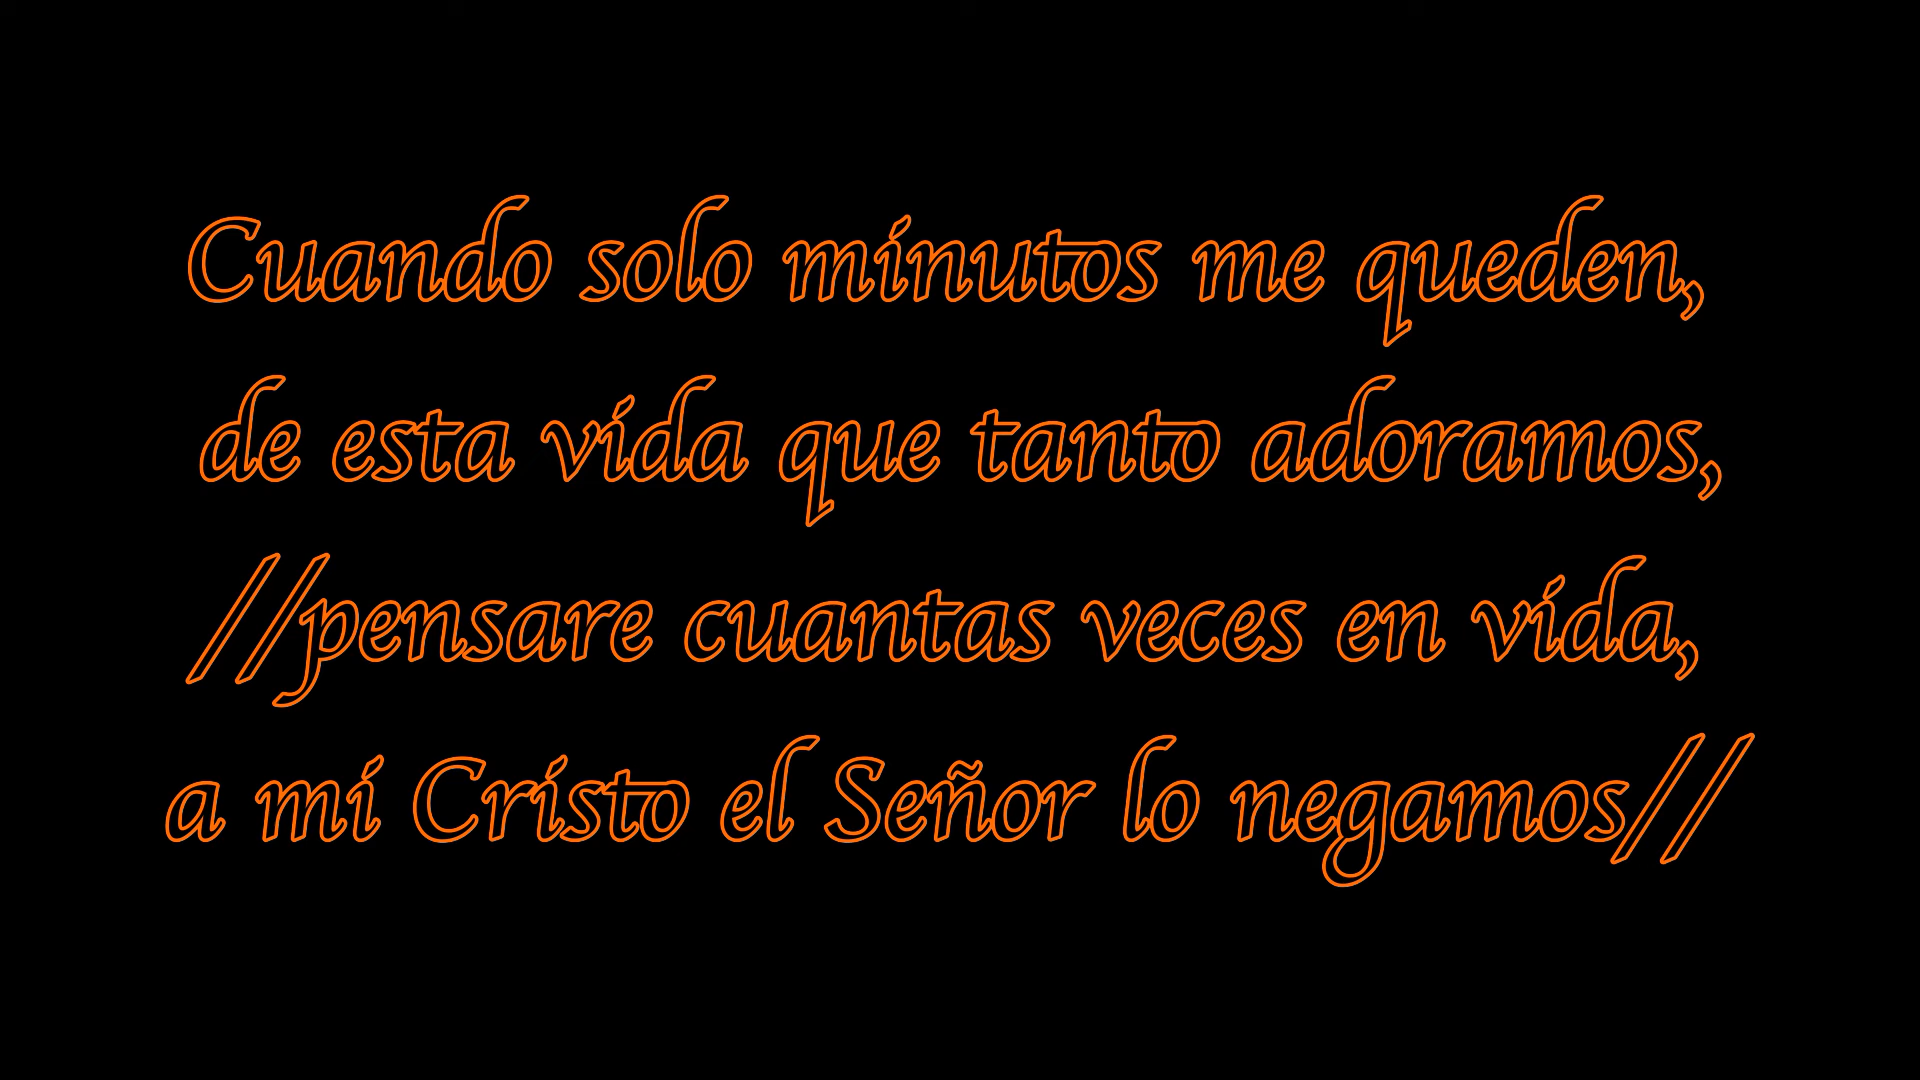 Cuando solo minutos me queden,
de esta vida que tanto adoramos,
//pensare cuantas veces en vida,
a mi Cristo el Señor lo negamos//